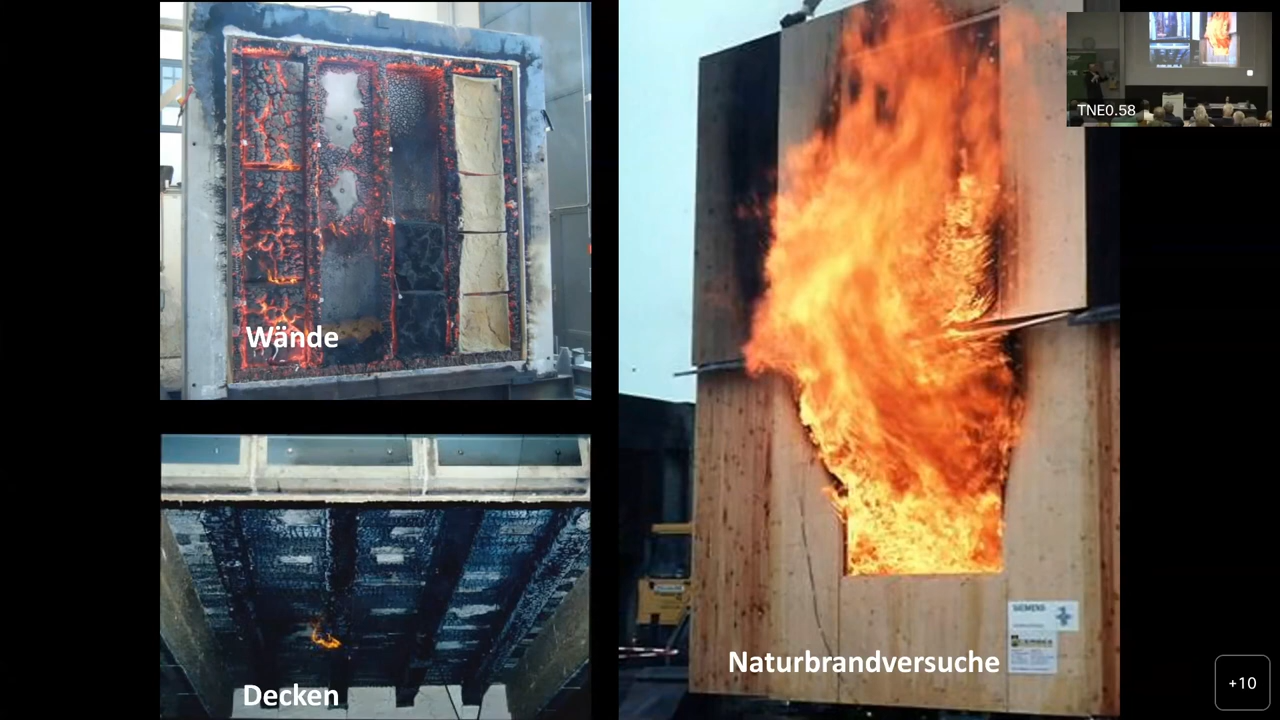 Wände
Decken
Naturbrandversuche
SIEMENS
TNE0.58
+10